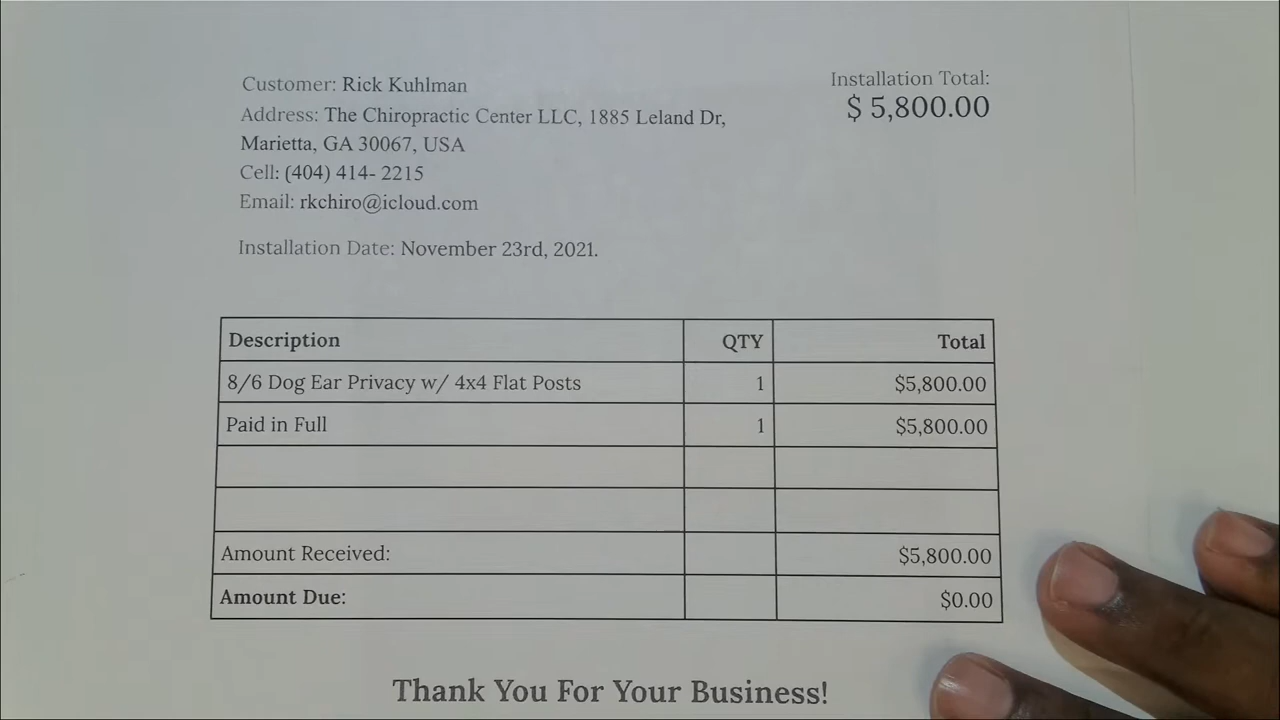 Customer: Rick Kuhlman
Address: The Chiropractic Center LLC, 1885 Leland Dr,
Marietta, GA 30067, USA
Cell: (404) 414- 2215
Email: rkchiro@icloud.com
Installation Date: November 23rd, 2021.
Installation Total:
$ 5,800.00
Description QTY Total
8/6 Dog Ear Privacy w/ 4x4 Flat Posts 1 $5,800.00
Paid in Full 1 $5,800.00
Amount Received: $5,800.00
Amount Due: $0.00
Thank You For Your Business!